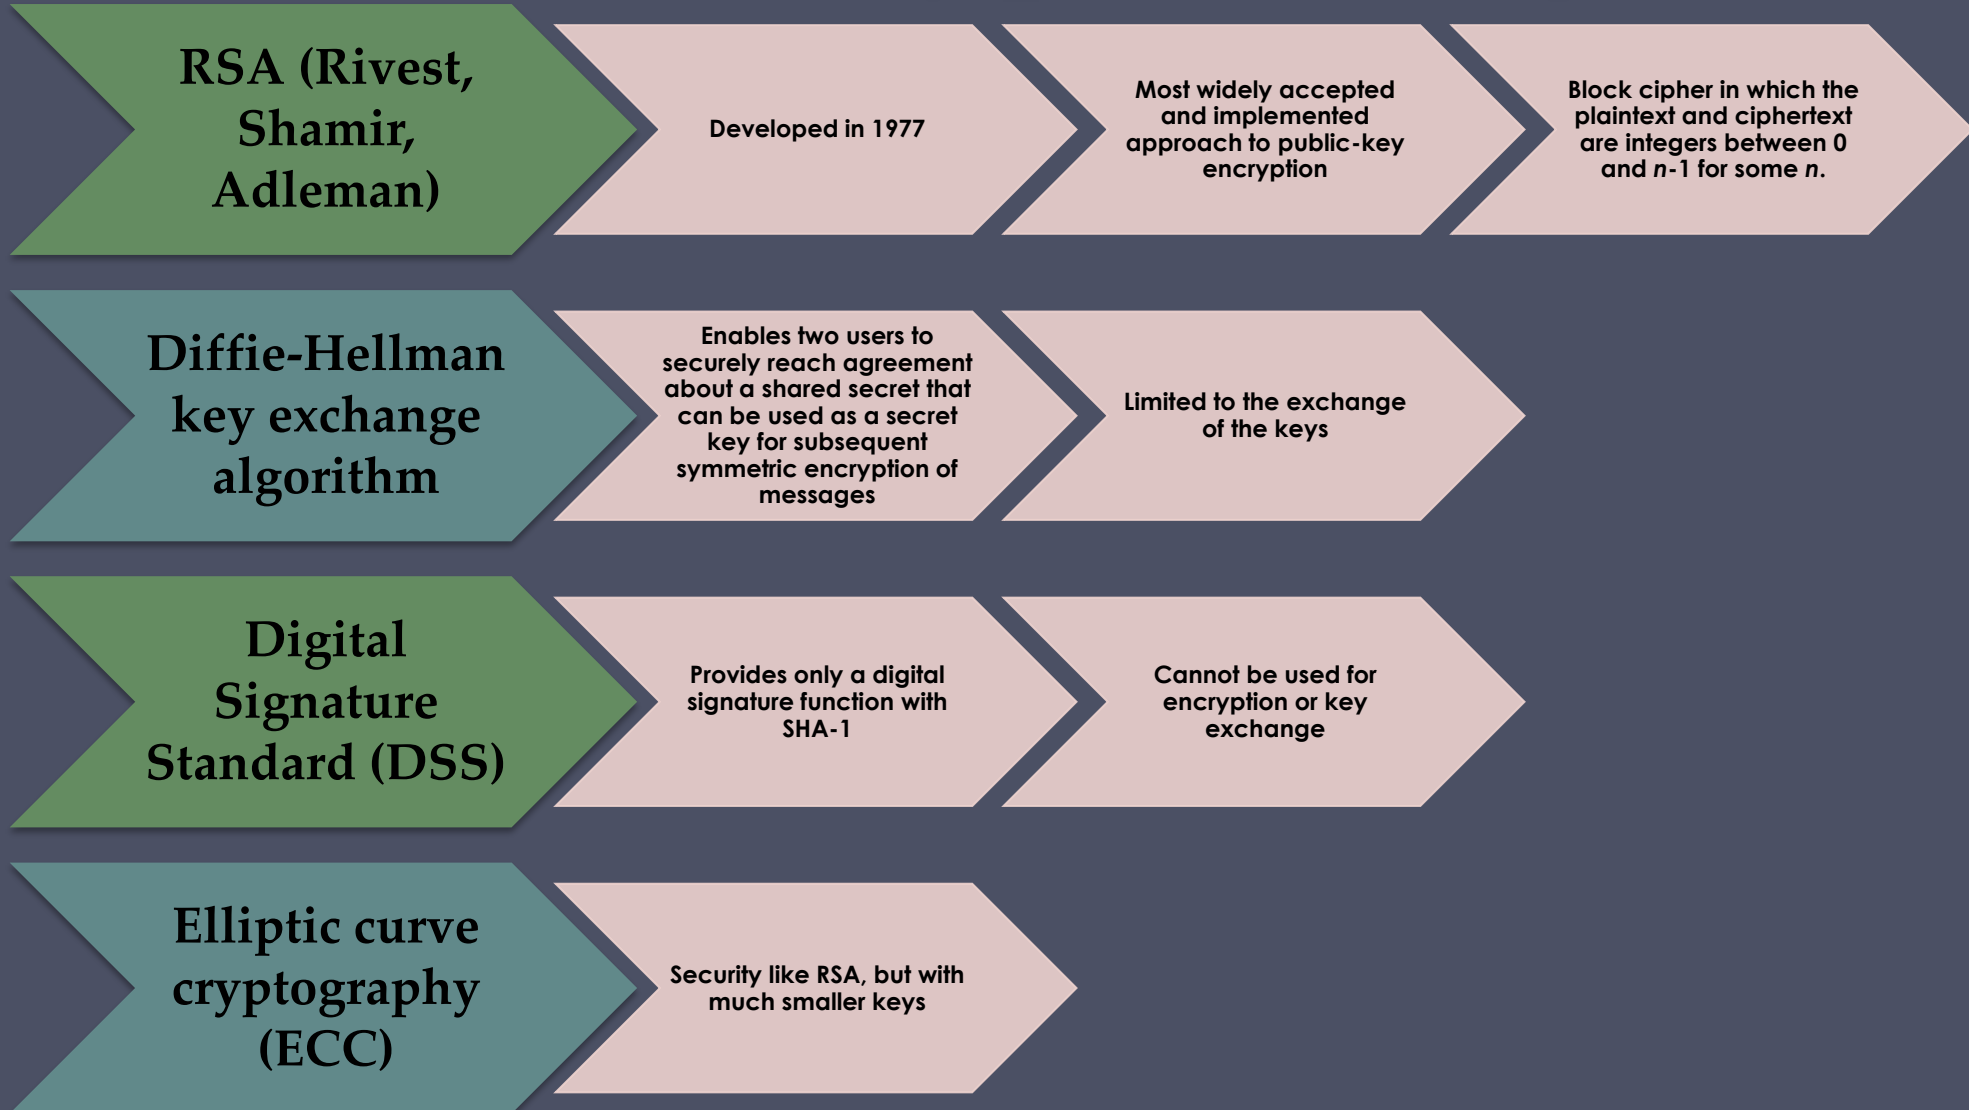 RSA (Rivest,
Shamir,
Adleman)
Developed in 1977
Most widely accepted
and implemented
approach to public-key
encryption
Block cipher in which the
plaintext and ciphertext
are integers between 0
and n-1 for some n.
Diffie-Hellman
key exchange
algorithm
Enables two users to
securely reach agreement
about a shared secret that
can be used as a secret
key for subsequent
symmetric encryption of
messages
Limited to the exchange
of the keys
Digital
Signature
Standard (DSS)
Provides only a digital
signature function with
SHA-1
Cannot be used for
encryption or key
exchange
Elliptic curve
cryptography
(ECC)
Security like RSA, but with
much smaller keys